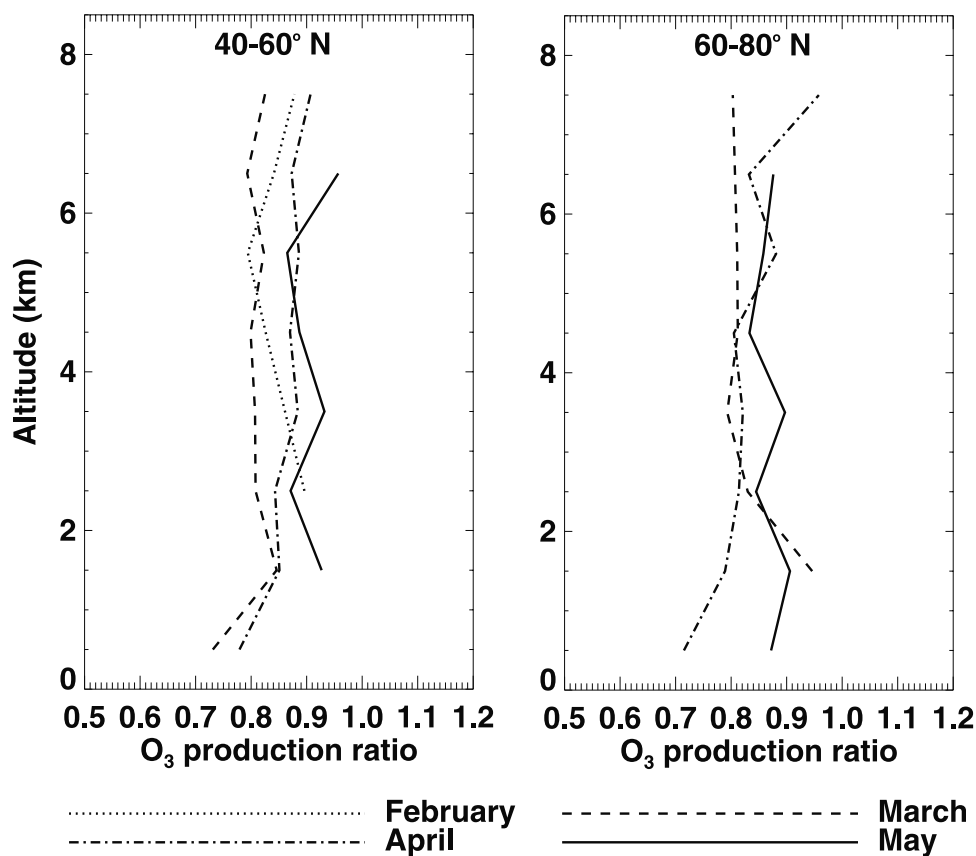 40-60° N
60-80° N
8
6
4
2
0
8
6
4
2
0
Altitude (km)
0.5 0.6 0.7 0.8 0.9 1.0 1.1 1.2
0.5 0.6 0.7 0.8 0.9 1.0 1.1 1.2
O₃ production ratio
O₃ production ratio
February
March
April
May